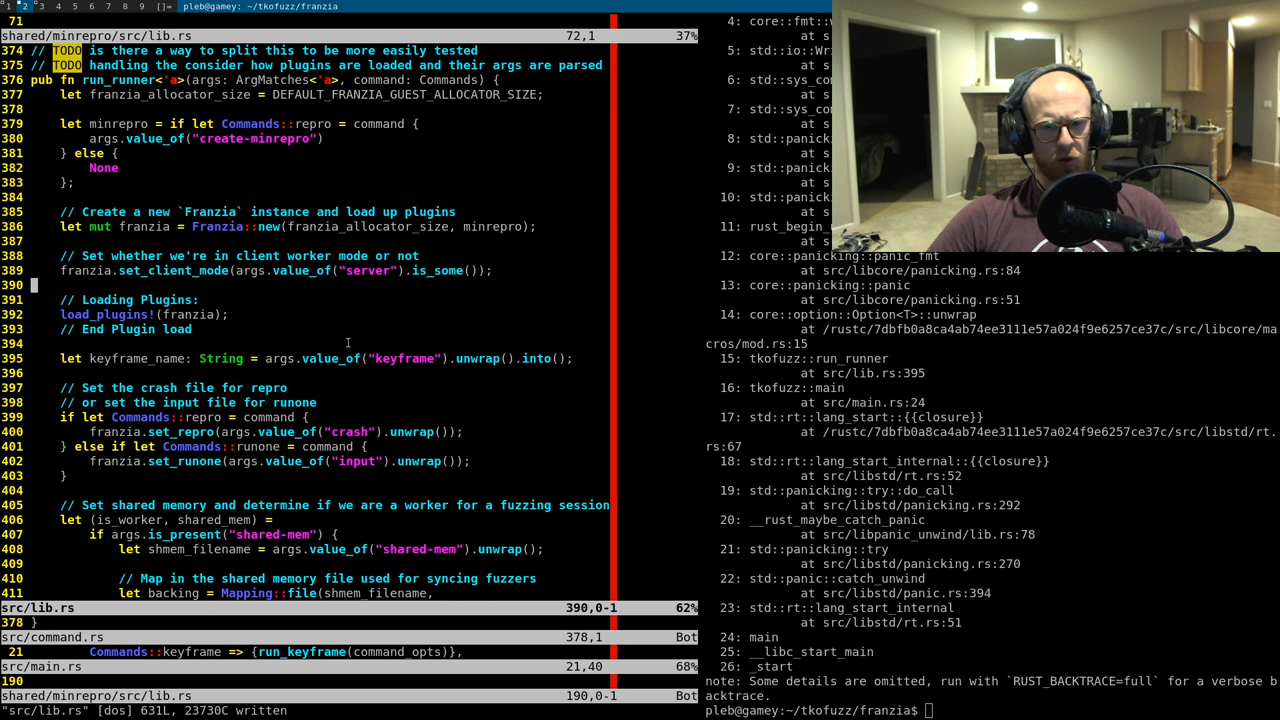 1 2 3 4 5 6 7 8 9 []= pleb@gamey: ~/tkofuzz/franzia
71
shared/minrepro/src/lib.rs 72,1 37%
374 // TODO is there a way to split this to be more easily tested
375 // TODO handling the consider how plugins are loaded and their args are parsed
376 pub fn run_runner<'a>(args: ArgMatches<'a>, command: Commands) {
377     let franzia_allocator_size = DEFAULT_FRANZIA_GUEST_ALLOCATOR_SIZE;
378
379     let minrepro = if let Commands::repro = command {
380         args.value_of("create-minrepro")
381     } else {
382         None
383     };
384
385     // Create a new `Franzia` instance and load up plugins
386     let mut franzia = Franzia::new(franzia_allocator_size, minrepro);
387
388     // Set whether we're in client worker mode or not
389     franzia.set_client_mode(args.value_of("server").is_some());
390
391     // Loading Plugins:
392     load_plugins!(franzia);
393     // End Plugin load
394
395     let keyframe_name: String = args.value_of("keyframe").unwrap().into();
396
397     // Set the crash file for repro
398     // or set the input file for runone
399     if let Commands::repro = command {
400         franzia.set_repro(args.value_of("crash").unwrap());
401     } else if let Commands::runone = command {
402         franzia.set_runone(args.value_of("input").unwrap());
403     }
404
405     // Set shared memory and determine if we are a worker for a fuzzing session
406     let (is_worker, shared_mem) =
407         if args.is_present("shared-mem") {
408             let shmem_filename = args.value_of("shared-mem").unwrap();
409
410             // Map in the shared memory file used for syncing fuzzers
411             let backing = Mapping::file(shmem_filename,
src/lib.rs 390,0-1 62%
378 }
src/command.rs 378,1 Bot
21         Commands::keyframe => {run_keyframe(command_opts)},
src/main.rs 21,40 68%
190
shared/minrepro/src/lib.rs 190,0-1 Bot
"src/lib.rs" [dos] 631L, 23730C written
4: core::fmt::
at s
5: std::io::Wri
at s
6: std::sys_co
at s
7: std::sys_co
at s
8: std::panick
at s
9: std::panick
at s
10: std::panick
at s
11: rust_begin_
at s
12: core::panicking::panic_fmt
at src/libcore/panicking.rs:84
13: core::panicking::panic
at src/libcore/panicking.rs:51
14: core::option::Option<T>::unwrap
at /rustc/7dbfb0a8ca4ab74ee3111e57a024f9e6257ce37c/src/libcore/ma
cros/mod.rs:15
15: tkofuzz::run_runner
at src/lib.rs:395
16: tkofuzz::main
at src/main.rs:24
17: std::rt::lang_start::{{closure}}
at /rustc/7dbfb0a8ca4ab74ee3111e57a024f9e6257ce37c/src/libstd/rt.
rs:67
18: std::rt::lang_start_internal::{{closure}}
at src/libstd/rt.rs:52
19: std::panicking::try::do_call
at src/libstd/panicking.rs:292
20: __rust_maybe_catch_panic
at src/libpanic_unwind/lib.rs:78
21: std::panicking::try
at src/libstd/panicking.rs:270
22: std::panic::catch_unwind
at src/libstd/panic.rs:394
23: std::rt::lang_start_internal
at src/libstd/rt.rs:51
24: main
25: __libc_start_main
26: _start
note: Some details are omitted, run with `RUST_BACKTRACE=full` for a verbose b
acktrace.
pleb@gamey:~/tkofuzz/franzia$